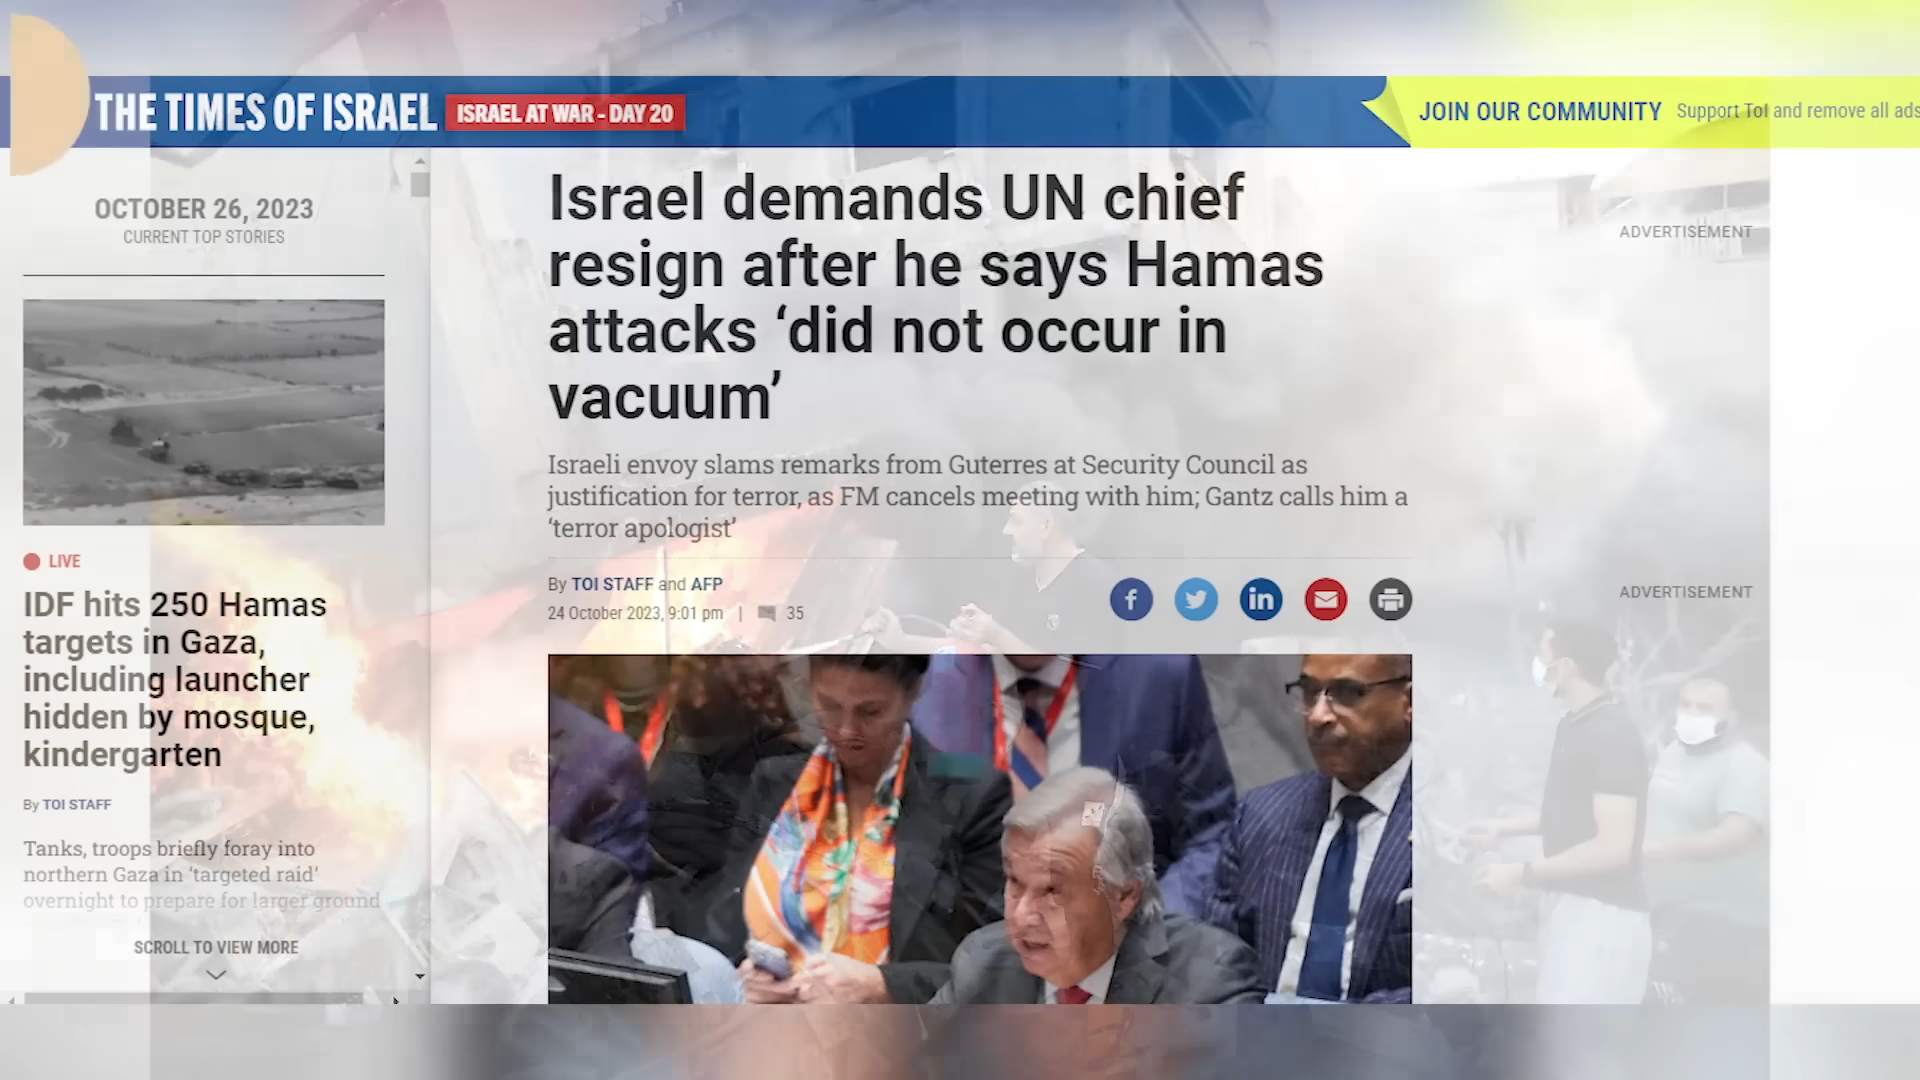 THE TIMES OF ISRAEL
ISRAEL AT WAR - DAY 20
JOIN OUR COMMUNITY Support ToI and remove all ads
OCTOBER 26, 2023
CURRENT TOP STORIES
LIVE
IDF hits 250 Hamas
targets in Gaza,
including launcher
hidden by mosque,
kindergarten
By TOI STAFF
Tanks, troops briefly foray into
northern Gaza in ‘targeted raid’
overnight to prepare for larger ground
SCROLL TO VIEW MORE
Israel demands UN chief
resign after he says Hamas
attacks ‘did not occur in
vacuum’
Israeli envoy slams remarks from Guterres at Security Council as
justification for terror, as FM cancels meeting with him; Gantz calls him a
‘terror apologist’
By TOI STAFF and AFP
24 October 2023, 9:01 pm | 35
ADVERTISEMENT
ADVERTISEMENT